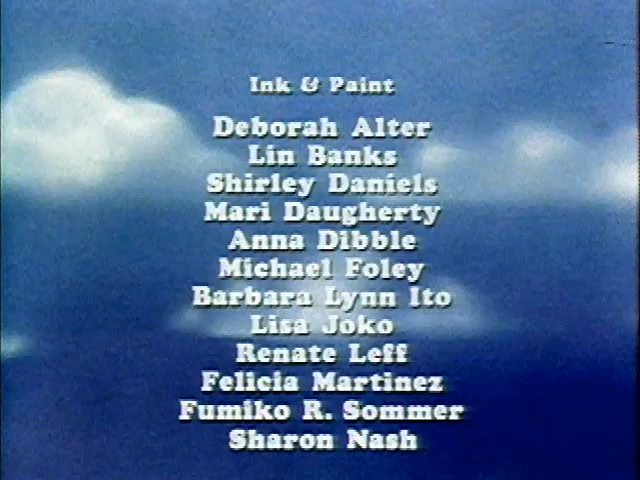 Ink & Paint
Deborah Alter
Lin Banks
Shirley Daniels
Mari Daugherty
Anna Dibble
Michael Foley
Barbara Lynn Ito
Lisa Joko
Renate Leff
Felicia Martinez
Fumiko R. Sommer
Sharon Nash